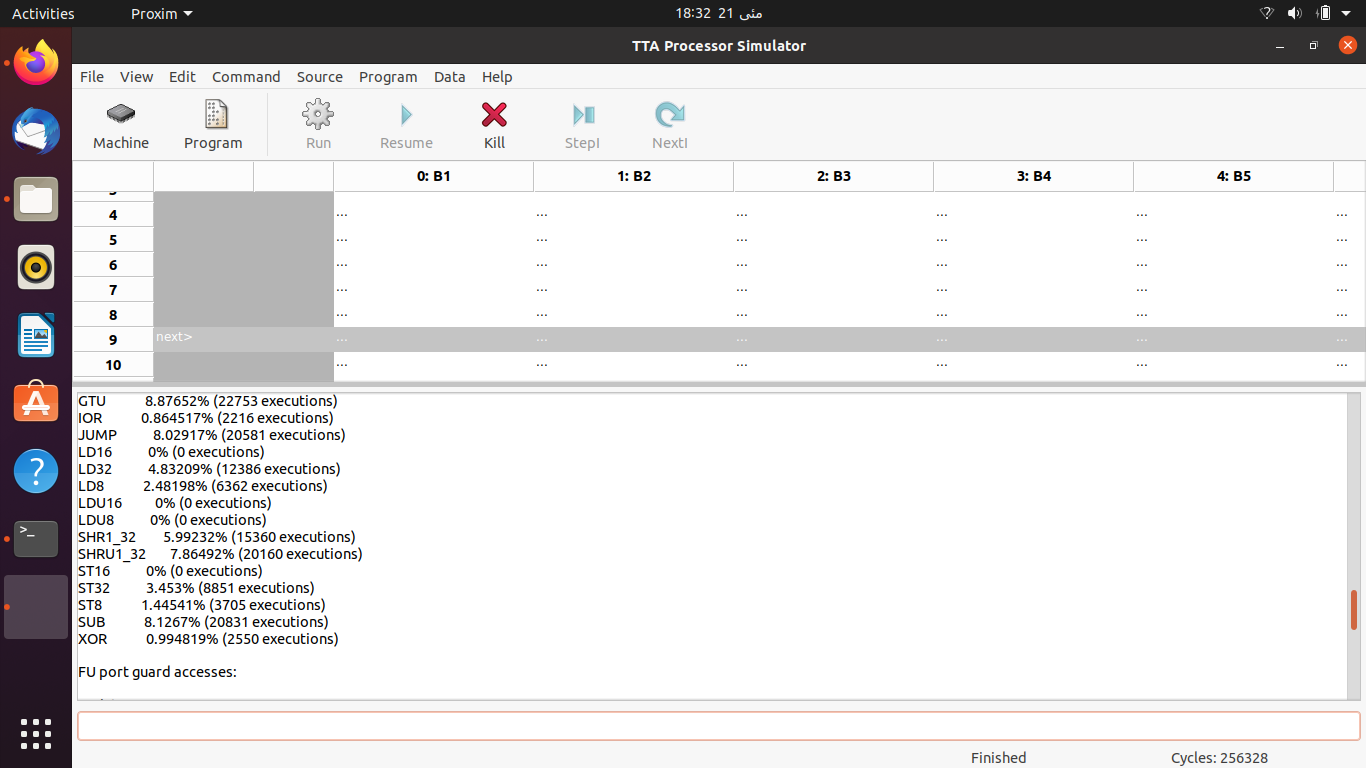 Activities Proxim 18:32 21 مئی
TTA Processor Simulator
File View Edit Command Source Program Data Help
Machine Program Run Resume Kill StepI NextI
0: B1 1: B2 2: B3 3: B4 4: B5
4 ... ... ... ... ... ...
5 ... ... ... ... ... ...
6 ... ... ... ... ... ...
7 ... ... ... ... ... ...
8 ... ... ... ... ... ...
9 next> ... ... ... ... ... ...
10 ... ... ... ... ... ...
GTU 8.87652% (22753 executions)
IOR 0.864517% (2216 executions)
JUMP 8.02917% (20581 executions)
LD16 0% (0 executions)
LD32 4.83209% (12386 executions)
LD8 2.48198% (6362 executions)
LDU16 0% (0 executions)
LDU8 0% (0 executions)
SHR1_32 5.99232% (15360 executions)
SHRU1_32 7.86492% (20160 executions)
ST16 0% (0 executions)
ST32 3.453% (8851 executions)
ST8 1.44541% (3705 executions)
SUB 8.1267% (20831 executions)
XOR 0.994819% (2550 executions)
FU port guard accesses:
Finished Cycles: 256328